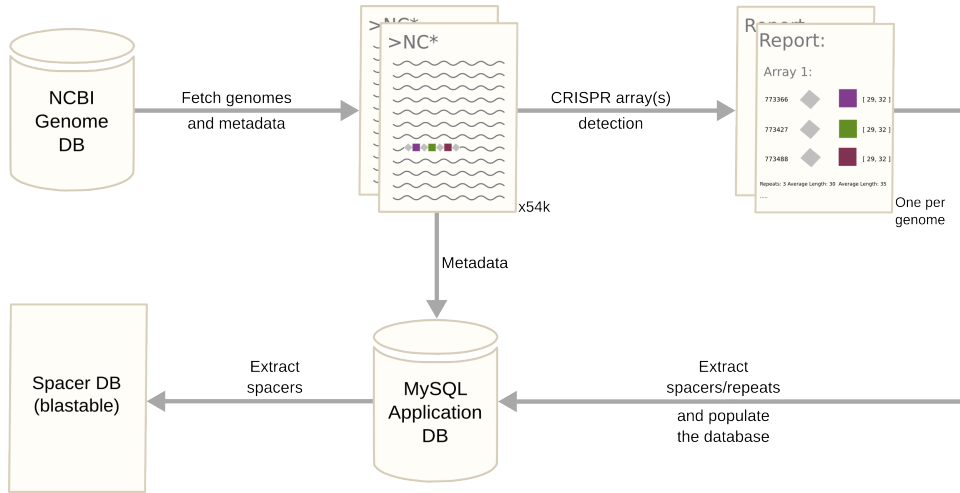 NCBI
Genome
DB
Fetch genomes
and metadata
>NC*
>NC*
x54k
CRISPR array(s)
detection
Report:
Report:
Array 1:
773366
[ 29, 32 ]
773427
[ 29, 32 ]
773488
[ 29, 32 ]
Repeats: 3 Average Length: 30 Average Length: 35
....
One per
genome
Metadata
Spacer DB
(blastable)
Extract
spacers
MySQL
Application
DB
Extract
spacers/repeats
and populate
the database